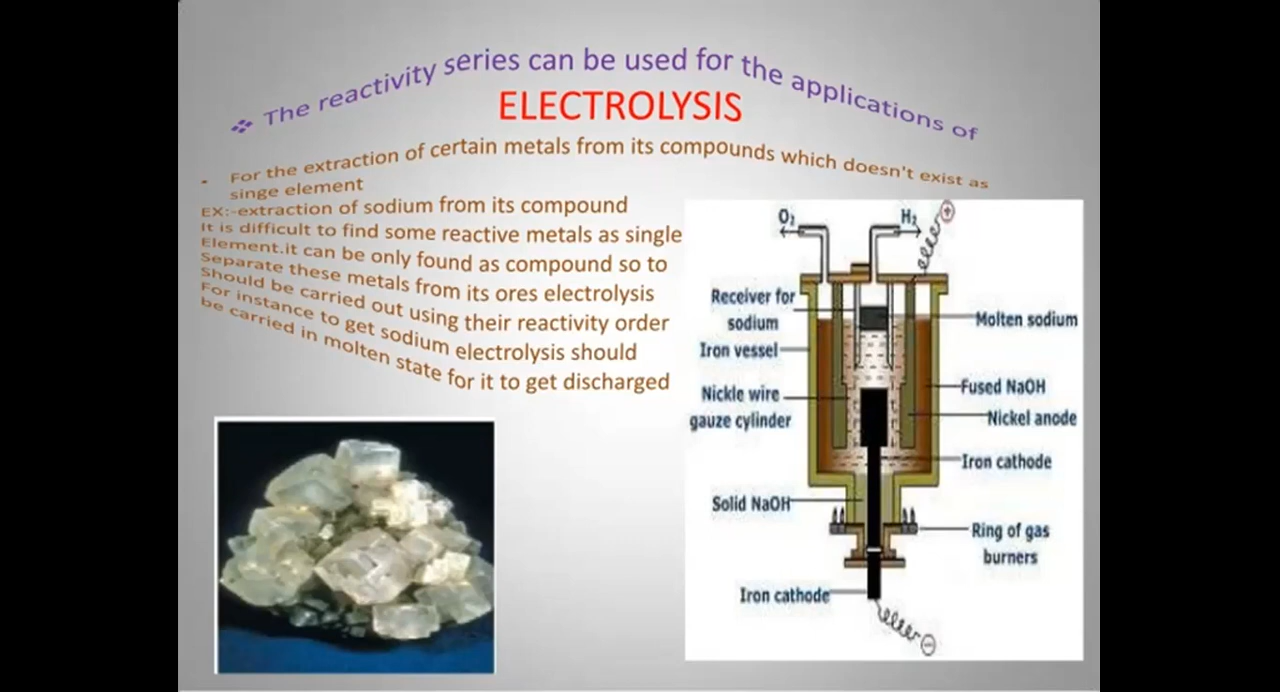 ❖ The reactivity series can be used for the applications of
ELECTROLYSIS
- For the extraction of certain metals from its compounds which doesn't exist as
singe element
EX:-extraction of sodium from its compound
It is difficult to find some reactive metals as single
Element.it can be only found as compound so to
Separate these metals from its ores electrolysis
Should be carried out using their reactivity order
For instance to get sodium electrolysis should
be carried in molten state for it to get discharged
O₂
H₂
+
Receiver for
sodium
Molten sodium
Iron vessel
Fused NaOH
Nickle wire
gauze cylinder
Nickel anode
Iron cathode
Solid NaOH
Ring of gas
burners
Iron cathode
−